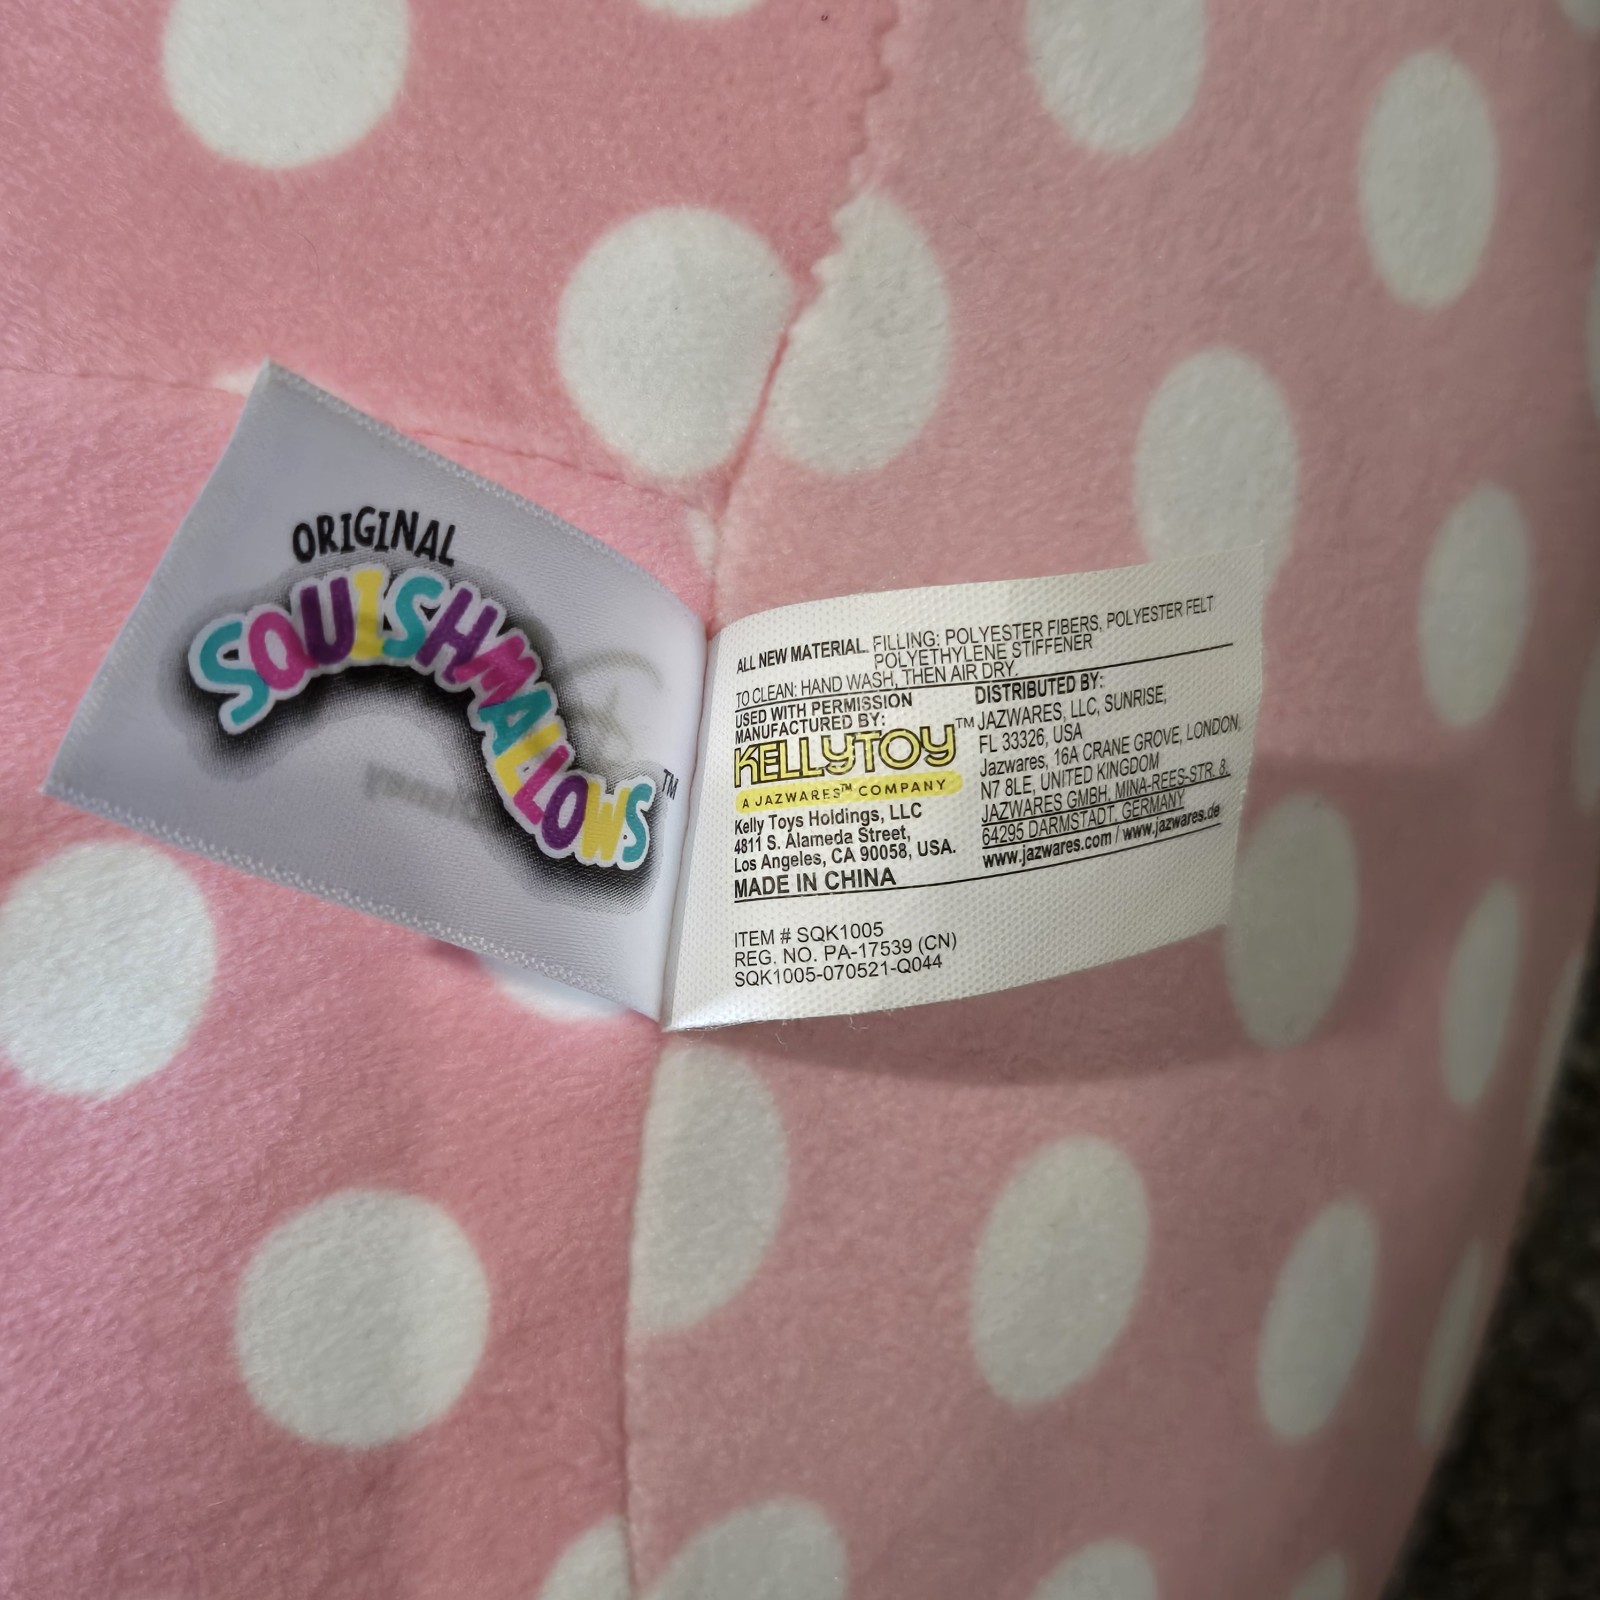 ORIGINAL
SQUISHMALLOWS™
ALL NEW MATERIAL. FILLING: POLYESTER FIBERS, POLYESTER FELT
POLYETHYLENE STIFFENER
TO CLEAN: HAND WASH, THEN AIR DRY.
USED WITH PERMISSION
MANUFACTURED BY:
KELLYTOY™
A JAZWARES™ COMPANY
Kelly Toys Holdings, LLC
4811 S. Alameda Street,
Los Angeles, CA 90058, USA.
MADE IN CHINA
DISTRIBUTED BY:
JAZWARES, LLC, SUNRISE,
FL 33326, USA
Jazwares, 16A CRANE GROVE, LONDON,
N7 8LE, UNITED KINGDOM
JAZWARES GMBH, MINA-REES-STR. 8,
64295 DARMSTADT, GERMANY
www.jazwares.com / www.jazwares.de
ITEM # SQK1005
REG. NO. PA-17539 (CN)
SQK1005-070521-Q044